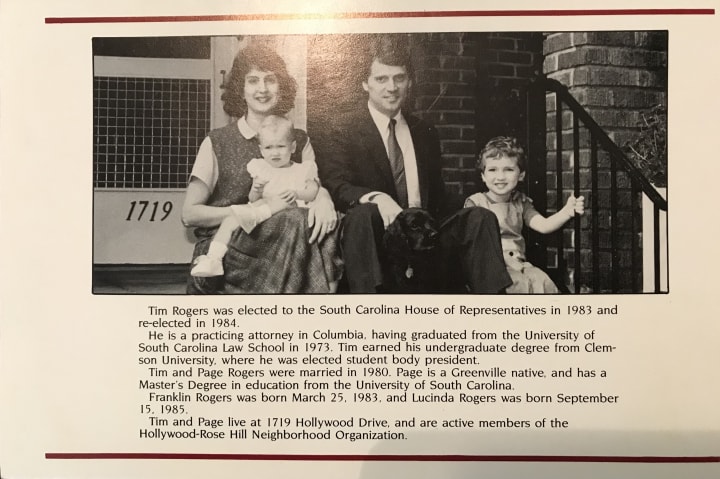 1719
Tim Rogers was elected to the South Carolina House of Representatives in 1983 and
re-elected in 1984.
He is a practicing attorney in Columbia, having graduated from the University of
South Carolina Law School in 1973. Tim earned his undergraduate degree from Clem-
son University, where he was elected student body president.
Tim and Page Rogers were married in 1980. Page is a Greenville native, and has a
Master's Degree in education from the University of South Carolina.
Franklin Rogers was born March 25, 1983, and Lucinda Rogers was born September
15, 1985.
Tim and Page live at 1719 Hollywood Drive, and are active members of the
Hollywood-Rose Hill Neighborhood Organization.